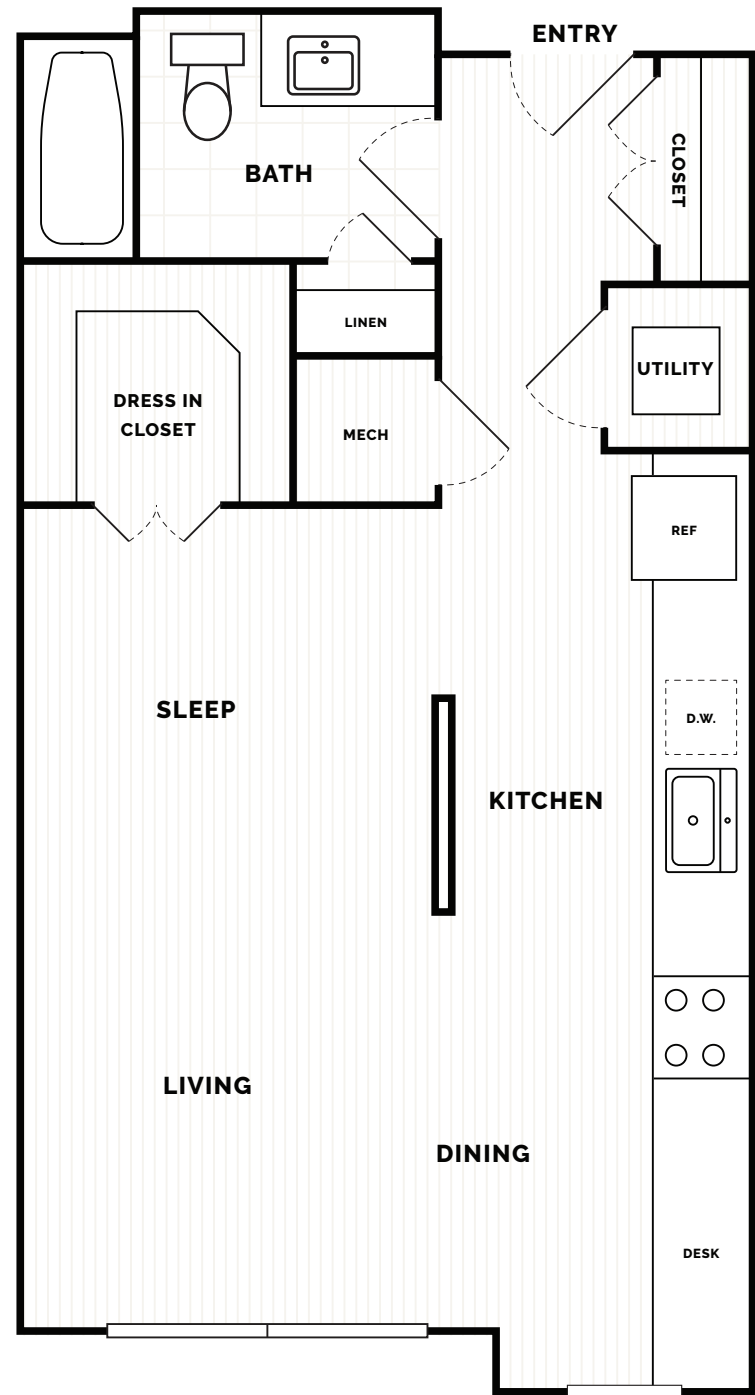 ENTRY
BATH
CLOSET
LINEN
UTILITY
DRESS IN
CLOSET
MECH
REF
SLEEP
D.W.
KITCHEN
LIVING
DINING
DESK